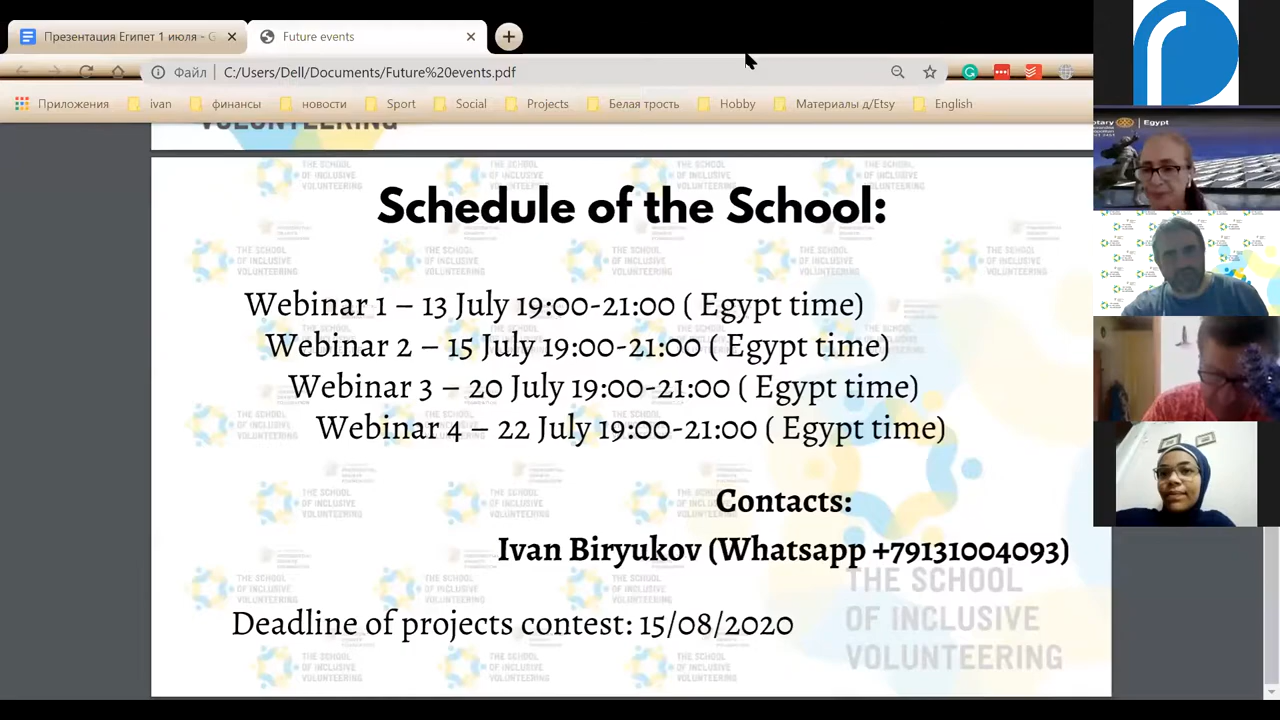 Презентация Египет 1 июля - G
Future events
Файл
C:/Users/Dell/Documents/Future%20events.pdf
Приложения
ivan
финансы
новости
Sport
Social
Projects
Белая трость
Hobby
Материалы д/Etsy
English
VOLUNTEERING
Schedule of the School:
Webinar 1 – 13 July 19:00-21:00 ( Egypt time)
Webinar 2 – 15 July 19:00-21:00 ( Egypt time)
Webinar 3 – 20 July 19:00-21:00 ( Egypt time)
Webinar 4 – 22 July 19:00-21:00 ( Egypt time)
Contacts:
Ivan Biryukov (Whatsapp +79131004093)
Deadline of projects contest: 15/08/2020
THE SCHOOL
OF INCLUSIVE
VOLUNTEERING
Egypt